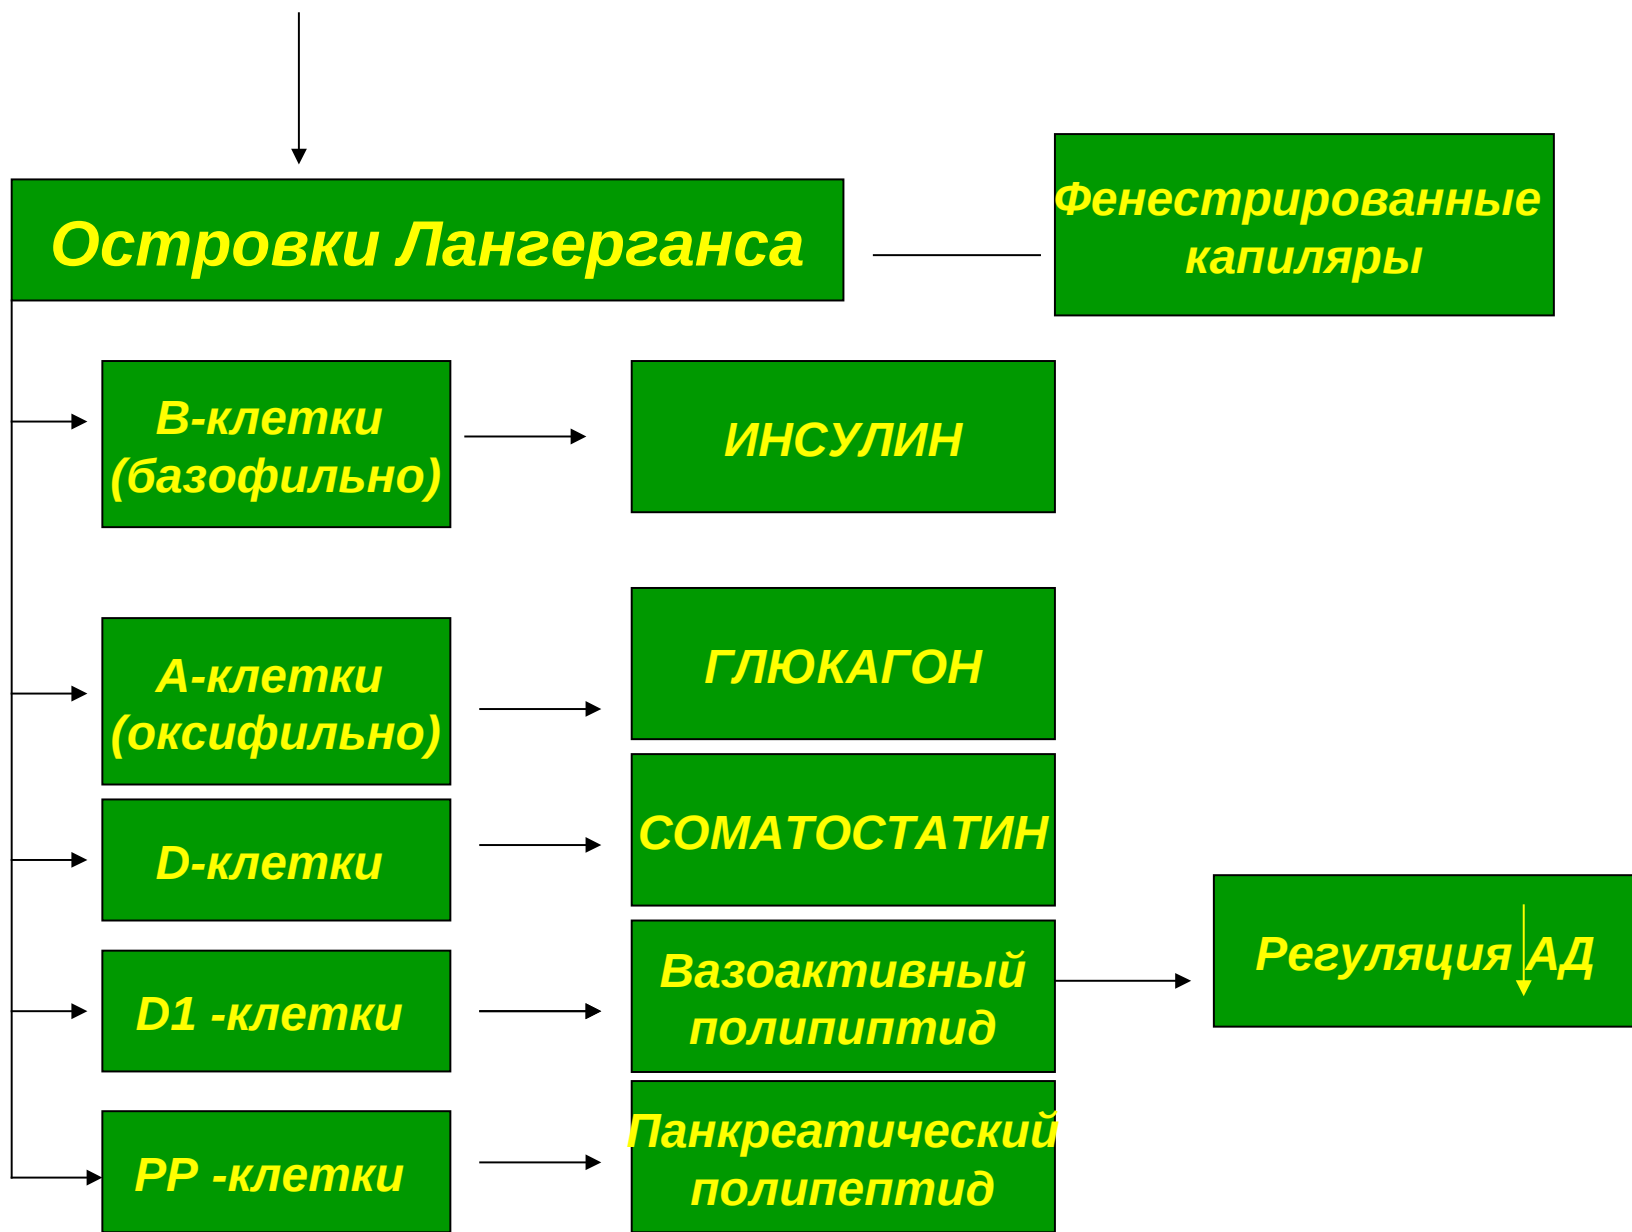 Островки Лангерганса
Фенестрированные
капиляры
В-клетки
(базофильно)
ИНСУЛИН
А-клетки
(оксифильно)
ГЛЮКАГОН
D-клетки
СОМАТОСТАТИН
D1 -клетки
Вазоактивный
полипиптид
Регуляция АД
РР -клетки
Панкреатический
полипептид